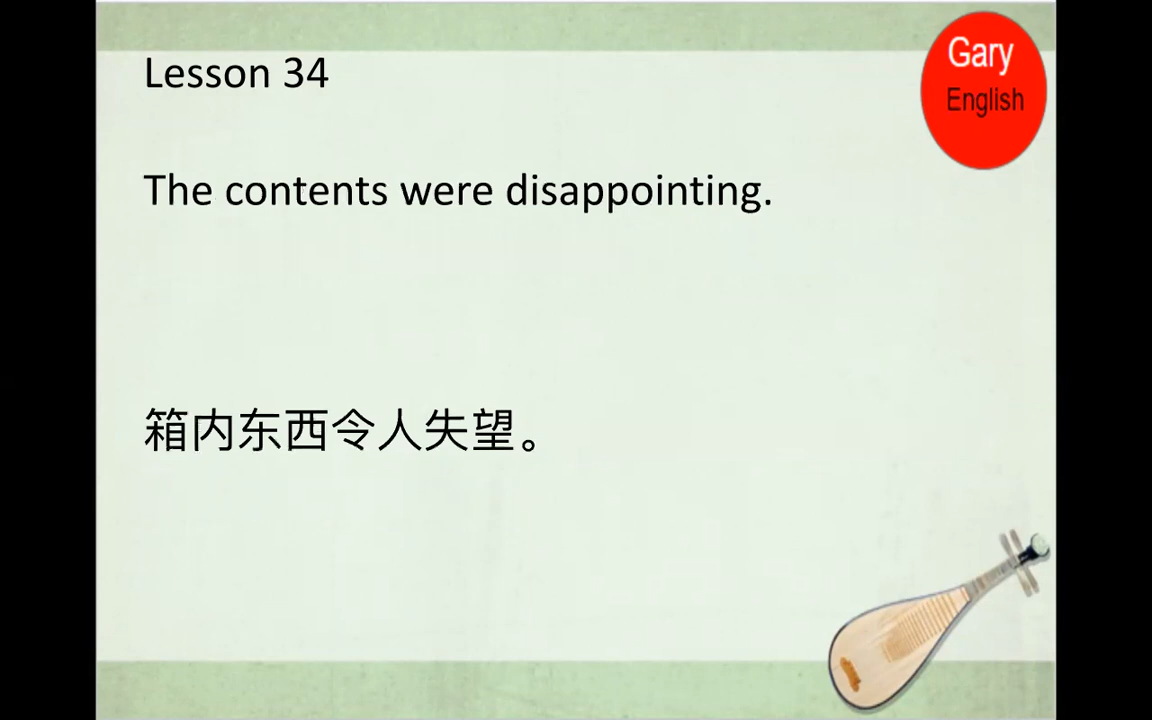 Lesson 34
Gary
English
The contents were disappointing.
箱内东西令人失望。